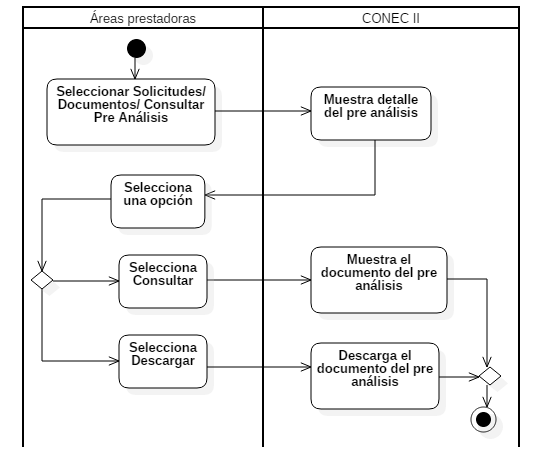 Áreas prestadoras
CONEC II
Seleccionar Solicitudes/
Documentos/ Consultar
Pre Análisis
Muestra detalle
del pre análisis
Selecciona
una opción
Selecciona
Consultar
Muestra el
documento del pre
análisis
Selecciona
Descargar
Descarga el
documento del pre
análisis